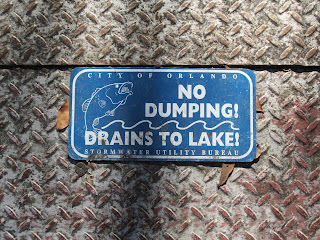 CITY OF ORLANDO
NO
DUMPING!
DRAINS TO LAKE!
STORMWATER UTILITY BUREAU